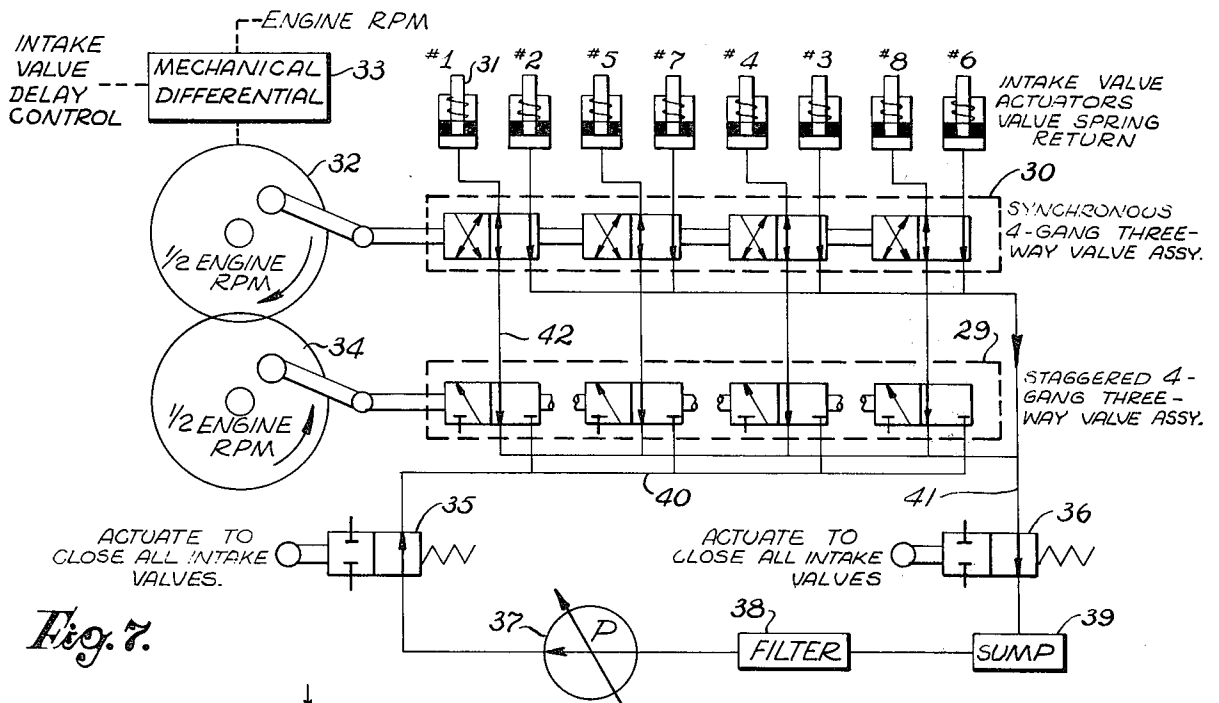 ENGINE RPM
INTAKE
VALVE
DELAY
CONTROL
MECHANICAL
DIFFERENTIAL
33
#1
#2
#5
#7
#4
#3
#8
#6
31
INTAKE VALVE
ACTUATORS
VALVE SPRING
RETURN
32
30
1/2 ENGINE
RPM
SYNCHRONOUS
4-GANG THREE-
WAY VALVE ASSY.
34
42
29
1/2 ENGINE
RPM
STAGGERED 4-
GANG THREE-
WAY VALVE ASSY.
40
41
35
36
ACTUATE TO
CLOSE ALL INTAKE
VALVES.
ACTUATE TO
CLOSE ALL INTAKE
VALVES
Fig. 7.
37
P
38
FILTER
39
SUMP